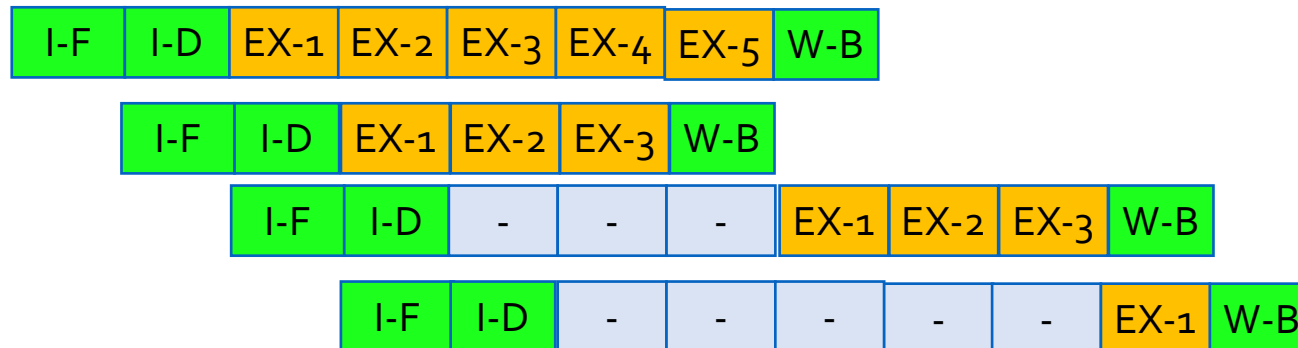 I-F I-D EX-1 EX-2 EX-3 EX-4 EX-5 W-B
I-F I-D EX-1 EX-2 EX-3 W-B
I-F I-D - - - EX-1 EX-2 EX-3 W-B
I-F I-D - - - - - EX-1 W-B